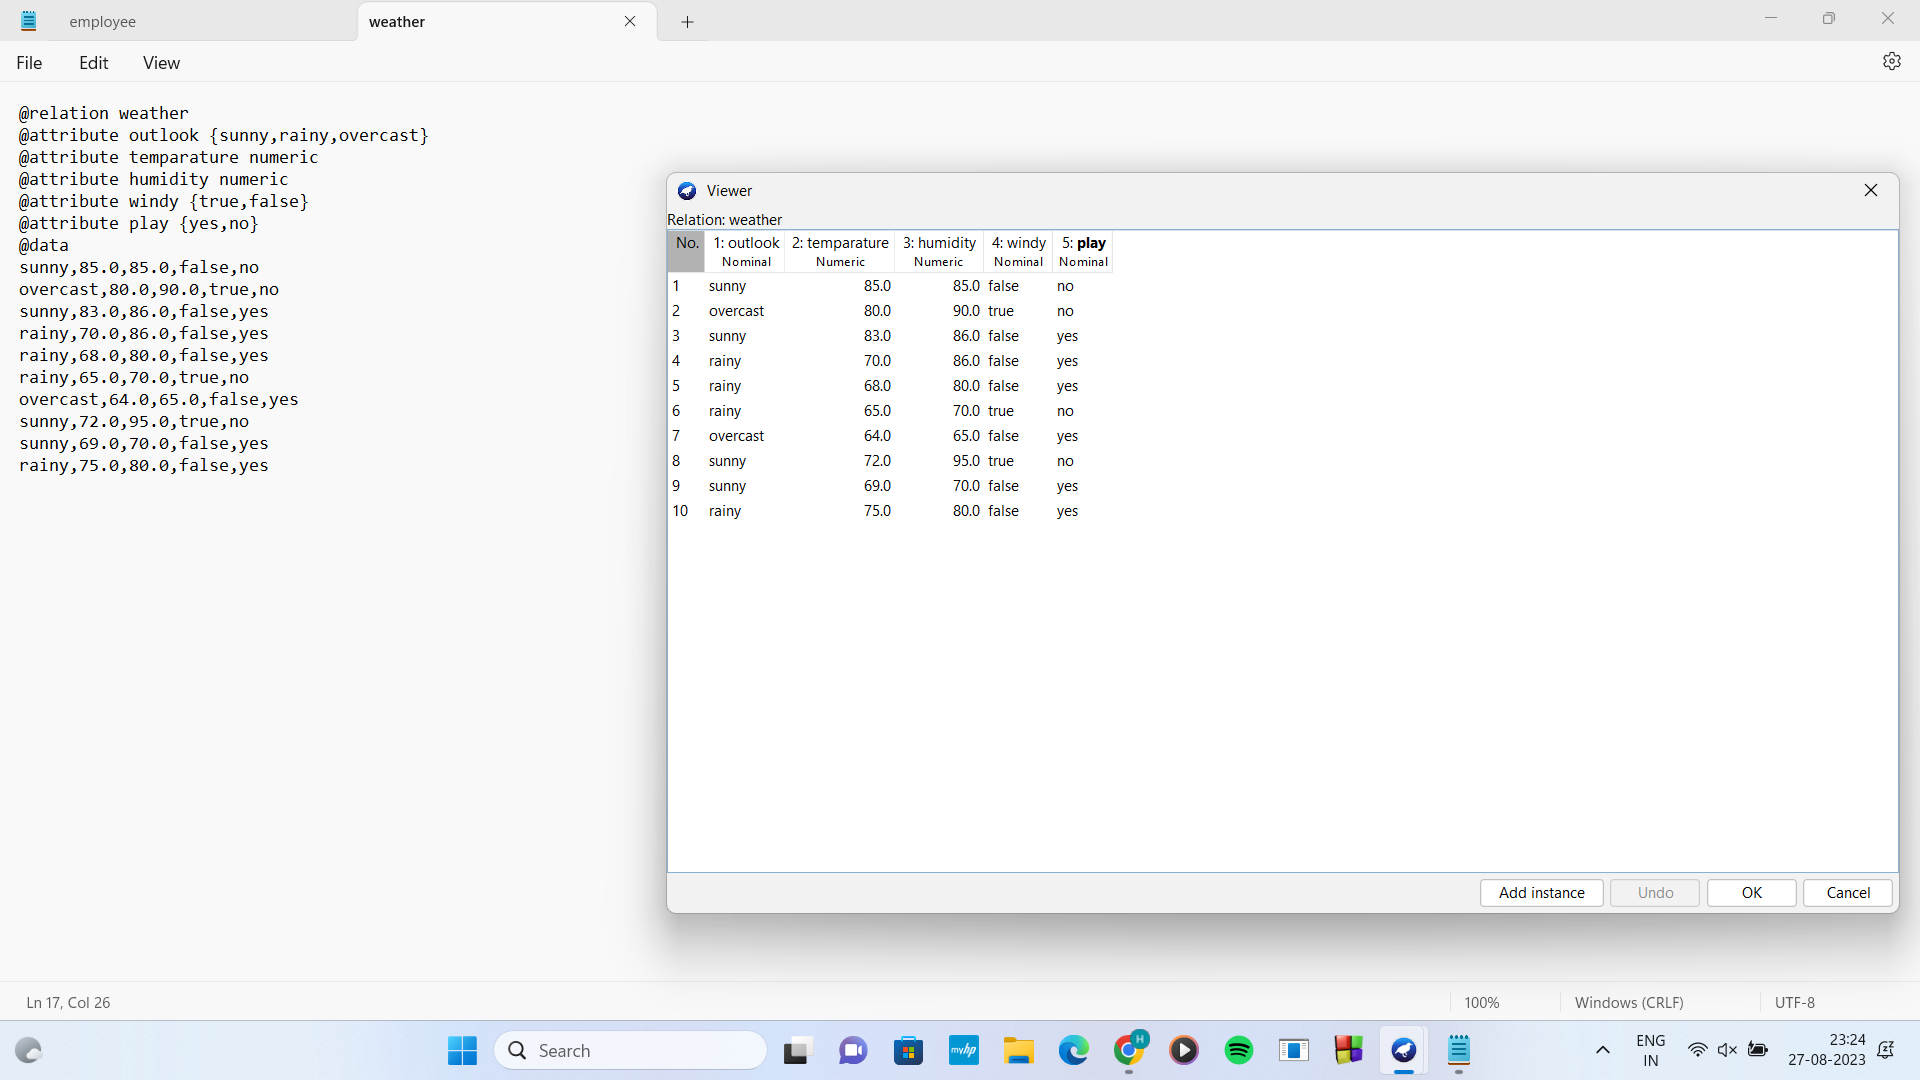 employee
weather
File Edit View
@relation weather
@attribute outlook {sunny,rainy,overcast}
@attribute temparature numeric
@attribute humidity numeric
@attribute windy {true,false}
@attribute play {yes,no}
@data
sunny,85.0,85.0,false,no
overcast,80.0,90.0,true,no
sunny,83.0,86.0,false,yes
rainy,70.0,86.0,false,yes
rainy,68.0,80.0,false,yes
rainy,65.0,70.0,true,no
overcast,64.0,65.0,false,yes
sunny,72.0,95.0,true,no
sunny,69.0,70.0,false,yes
rainy,75.0,80.0,false,yes
Viewer
Relation: weather
No. 1: outlook 2: temparature 3: humidity 4: windy 5: play
Nominal Numeric Numeric Nominal Nominal
1 sunny 85.0 85.0 false no
2 overcast 80.0 90.0 true no
3 sunny 83.0 86.0 false yes
4 rainy 70.0 86.0 false yes
5 rainy 68.0 80.0 false yes
6 rainy 65.0 70.0 true no
7 overcast 64.0 65.0 false yes
8 sunny 72.0 95.0 true no
9 sunny 69.0 70.0 false yes
10 rainy 75.0 80.0 false yes
Add instance Undo OK Cancel
Ln 17, Col 26 100% Windows (CRLF) UTF-8
Search
myhp
H
ENG
IN
23:24
27-08-2023